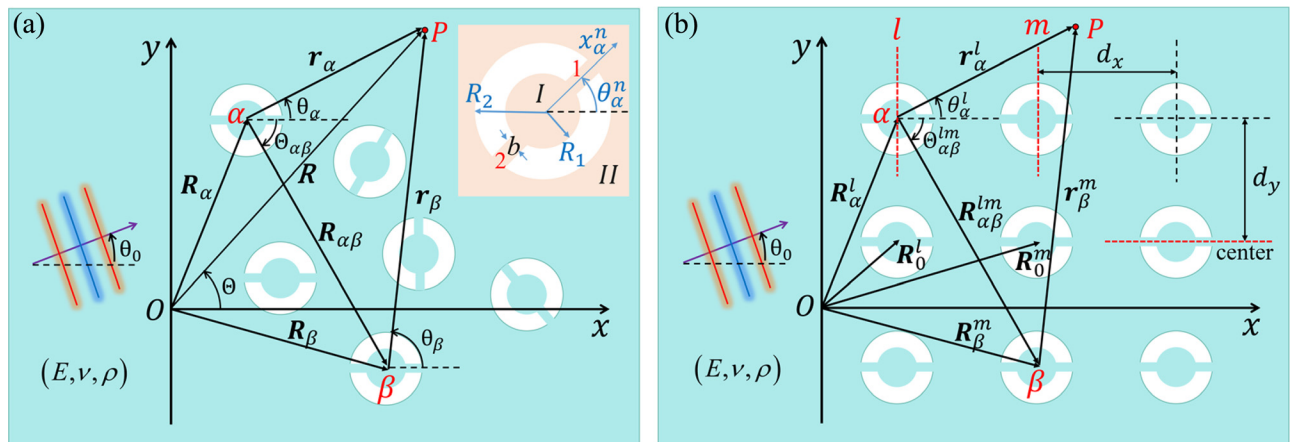 (a)
y
P
r_α
θ_α
α
Θ_αβ
R
R_α
R_αβ
r_β
θ_0
Θ
O
x
R_β
θ_β
β
(E, ν, ρ)
x_α^n
1
I
θ_α^n
R_2
b
R_1
2
II
(b)
y
l
m
P
r_α^l
d_x
θ_α^l
α
Θ_αβ^lm
d_y
R_α^l
R_αβ^lm
r_β^m
θ_0
R_0^l
R_0^m
center
O
x
R_β^m
β
(E, ν, ρ)